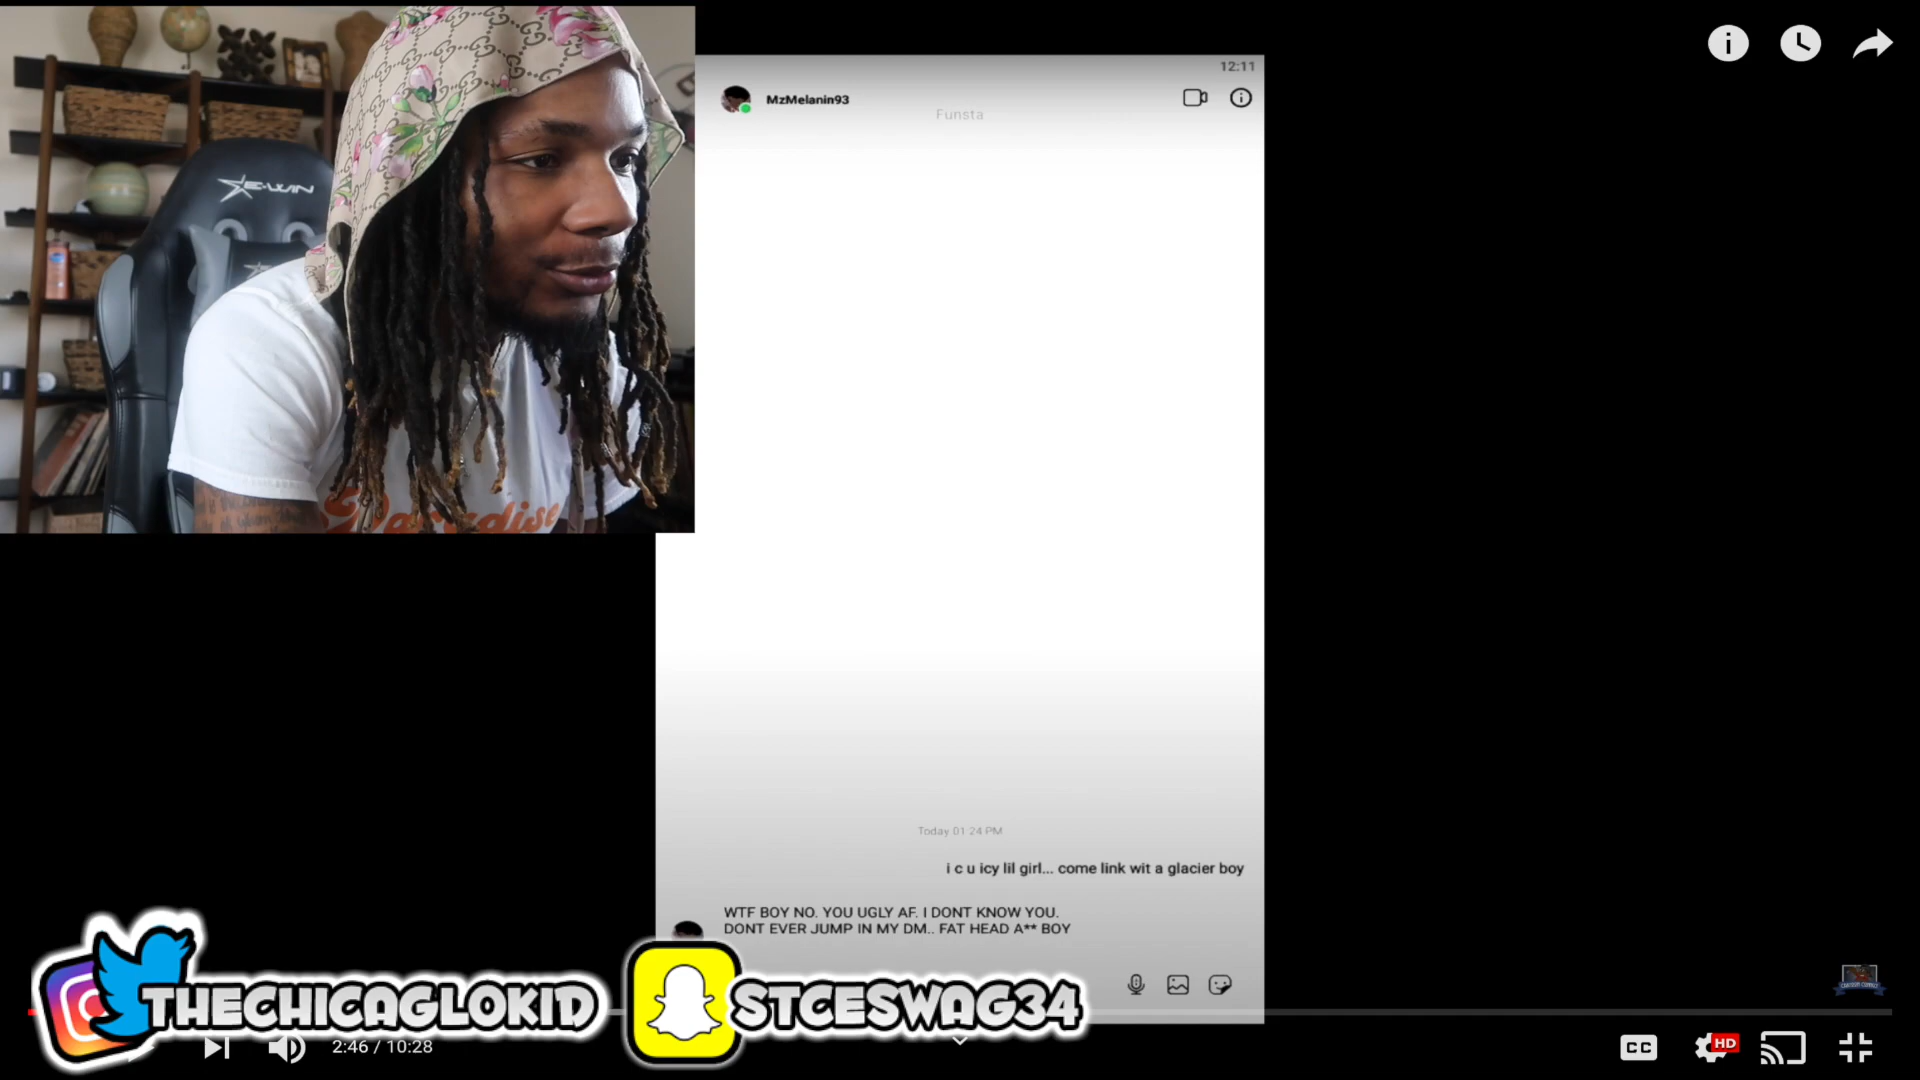 12:11
MzMelanin93
Funsta
E-WIN
Paradise
Today 01:24 PM
i c u icy lil girl... come link wit a glacier boy
WTF BOY NO. YOU UGLY AF. I DONT KNOW YOU.
DONT EVER JUMP IN MY DM.. FAT HEAD A** BOY
THECHICAGLOKID
STCESWAG34
2:46 / 10:28
CC
HD